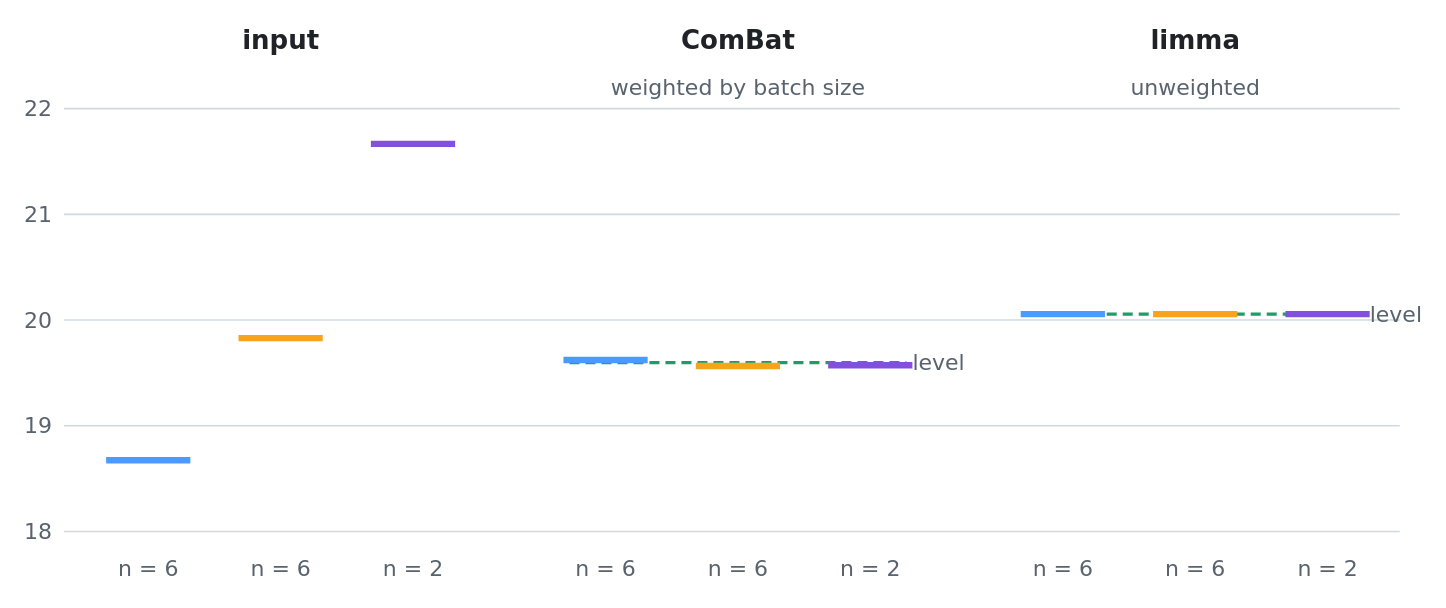 input
ComBat
limma
weighted by batch size
unweighted
22
21
20
19
18
level
level
n = 6
n = 6
n = 2
n = 6
n = 6
n = 2
n = 6
n = 6
n = 2